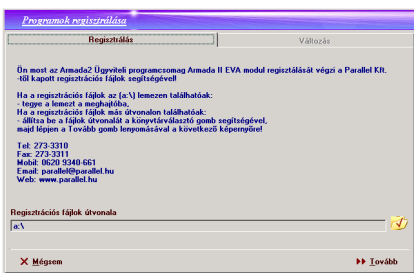 Programok regisztrálása
Regisztrálás
Változás
Ön most az Armada2 Ügyviteli programcsomag Armada II EVA modul regisztálását végzi a Parallel Kft.
-től kapott regisztrációs fájlok segítségével!
Ha a regisztrációs fájlok az (a:\) lemezen találhatóak:
- tegye a lemezt a meghajtóba,
Ha a regisztrációs fájlok más útvonalon találhatóak:
- állítsa be a fájlok útvonalát a könyvtárválasztó gomb segítségével,
majd lépjen a Tovább gomb lenyomásával a következő képernyőre!
Tel: 273-3310
Fax: 273-3311
Mobil: 0620 9340-661
Email: parallel@parallel.hu
Web: www.parallel.hu
Regisztrációs fájlok útvonala
a:\
Mégsem
Tovább